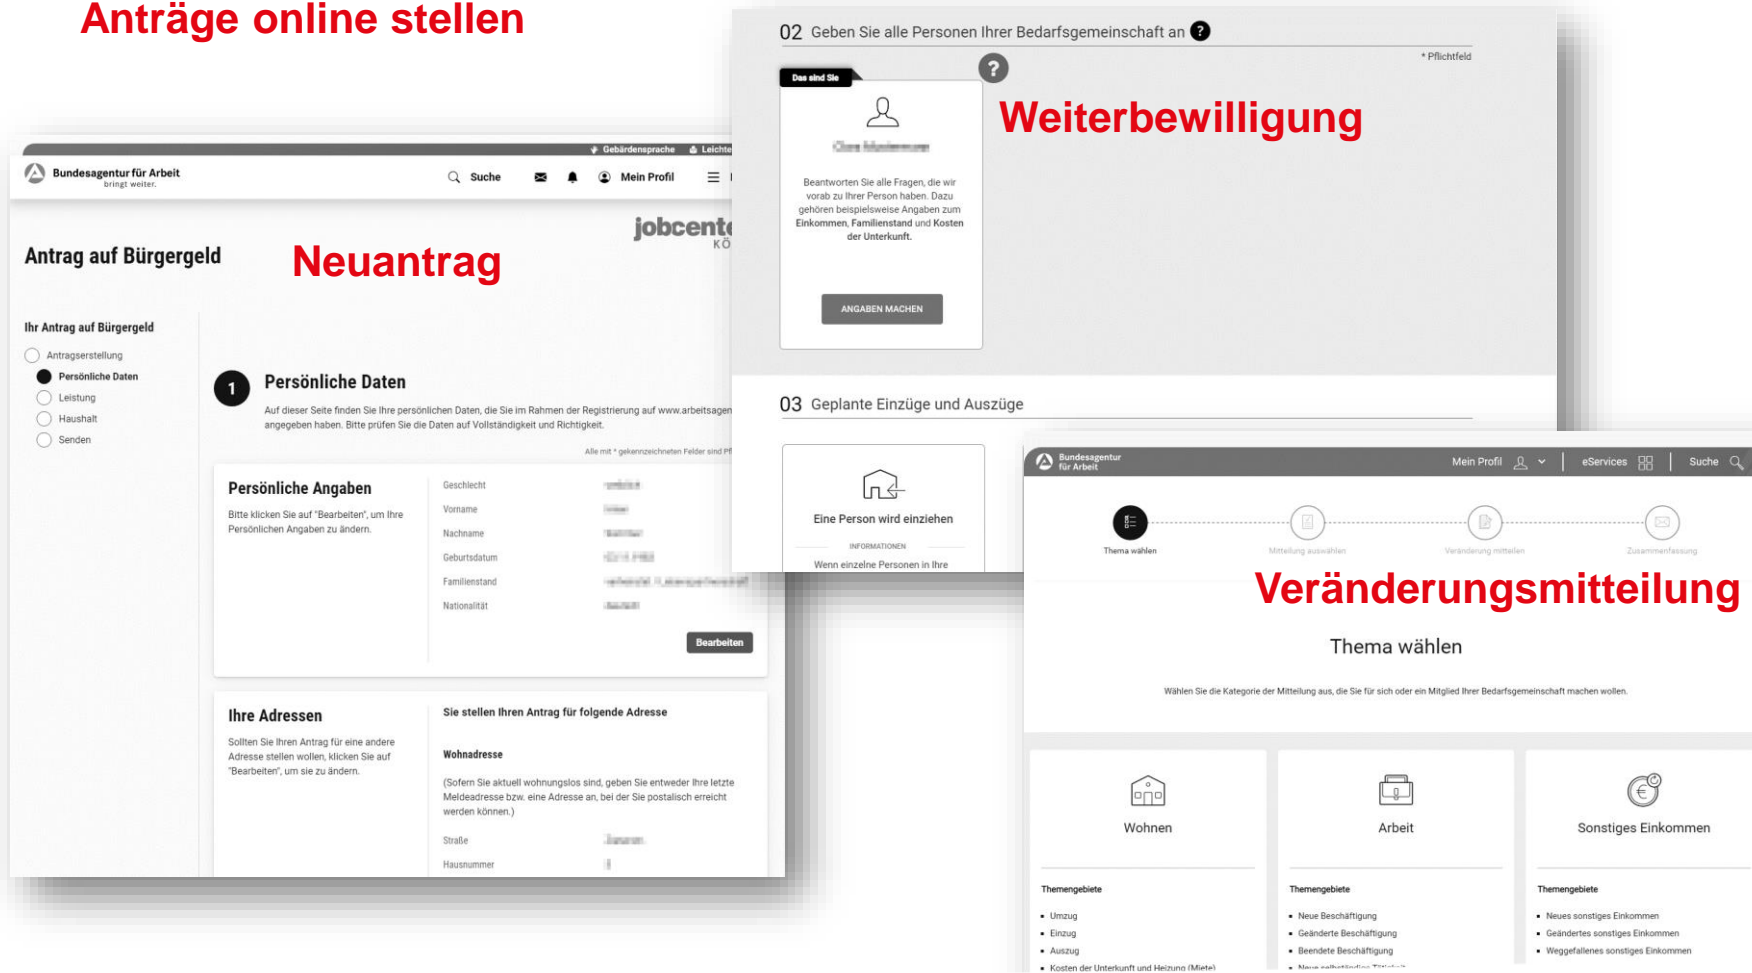 Anträge online stellen
Gebärdensprache
Bundesagentur für Arbeit
bringt weiter.
Suche
Mein Profil
Antrag auf Bürgergeld
Neuantrag
Ihr Antrag auf Bürgergeld
Antragserstellung
Persönliche Daten
Leistung
Haushalt
Senden
1 Persönliche Daten
Auf dieser Seite finden Sie Ihre persönlichen Daten, die Sie im Rahmen der Registrierung auf
angegeben haben. Bitte prüfen Sie die Daten auf Vollständigkeit und Richtigkeit.
Alle mit * gekennzeichneten Felder sind
Persönliche Angaben
Bitte klicken Sie auf "Bearbeiten", um Ihre
Persönlichen Angaben zu ändern.
Geschlecht
Vorname
Nachname
Geburtsdatum
Familienstand
Nationalität
Bearbeiten
Ihre Adressen
Sollten Sie Ihren Antrag für eine andere
Adresse stellen wollen, klicken Sie auf
"Bearbeiten", um sie zu ändern.
Sie stellen Ihren Antrag für folgende Adresse
Wohnadresse
(Sofern Sie aktuell wohnungslos sind, geben Sie entweder Ihre letzte
Meldeadresse bzw. eine Adresse an, bei der Sie postalisch erreicht
werden können.)
Straße
Hausnummer
02 Geben Sie alle Personen Ihrer Bedarfsgemeinschaft an ?
* Pflichtfeld
Das sind Sie
?
Weiterbewilligung
Beantworten Sie alle Fragen, die wir
vorab zu Ihrer Person haben. Dazu
gehören beispielsweise Angaben zum
Einkommen, Familienstand und Kosten
der Unterkunft.
ANGABEN MACHEN
03 Geplante Einzüge und Auszüge
Eine Person wird einziehen
INFORMATIONEN
Wenn einzelne Personen in Ihre
Bundesagentur
für Arbeit
Mein Profil
eServices
Suche
Thema wählen
Mitteilung auswählen
Veränderung mitteilen
Zusammenfassung
Veränderungsmitteilung
Thema wählen
Wählen Sie die Kategorie der Mitteilung aus, die Sie für sich oder ein Mitglied Ihrer Bedarfsgemeinschaft machen wollen.
Wohnen
Themengebiete
Umzug
Einzug
Auszug
Kosten der Unterkunft und Heizung (Miete)
Arbeit
Themengebiete
Neue Beschäftigung
Geänderte Beschäftigung
Beendete Beschäftigung
Sonstiges Einkommen
Themengebiete
Neues sonstiges Einkommen
Geändertes sonstiges Einkommen
Weggefallenes sonstiges Einkommen